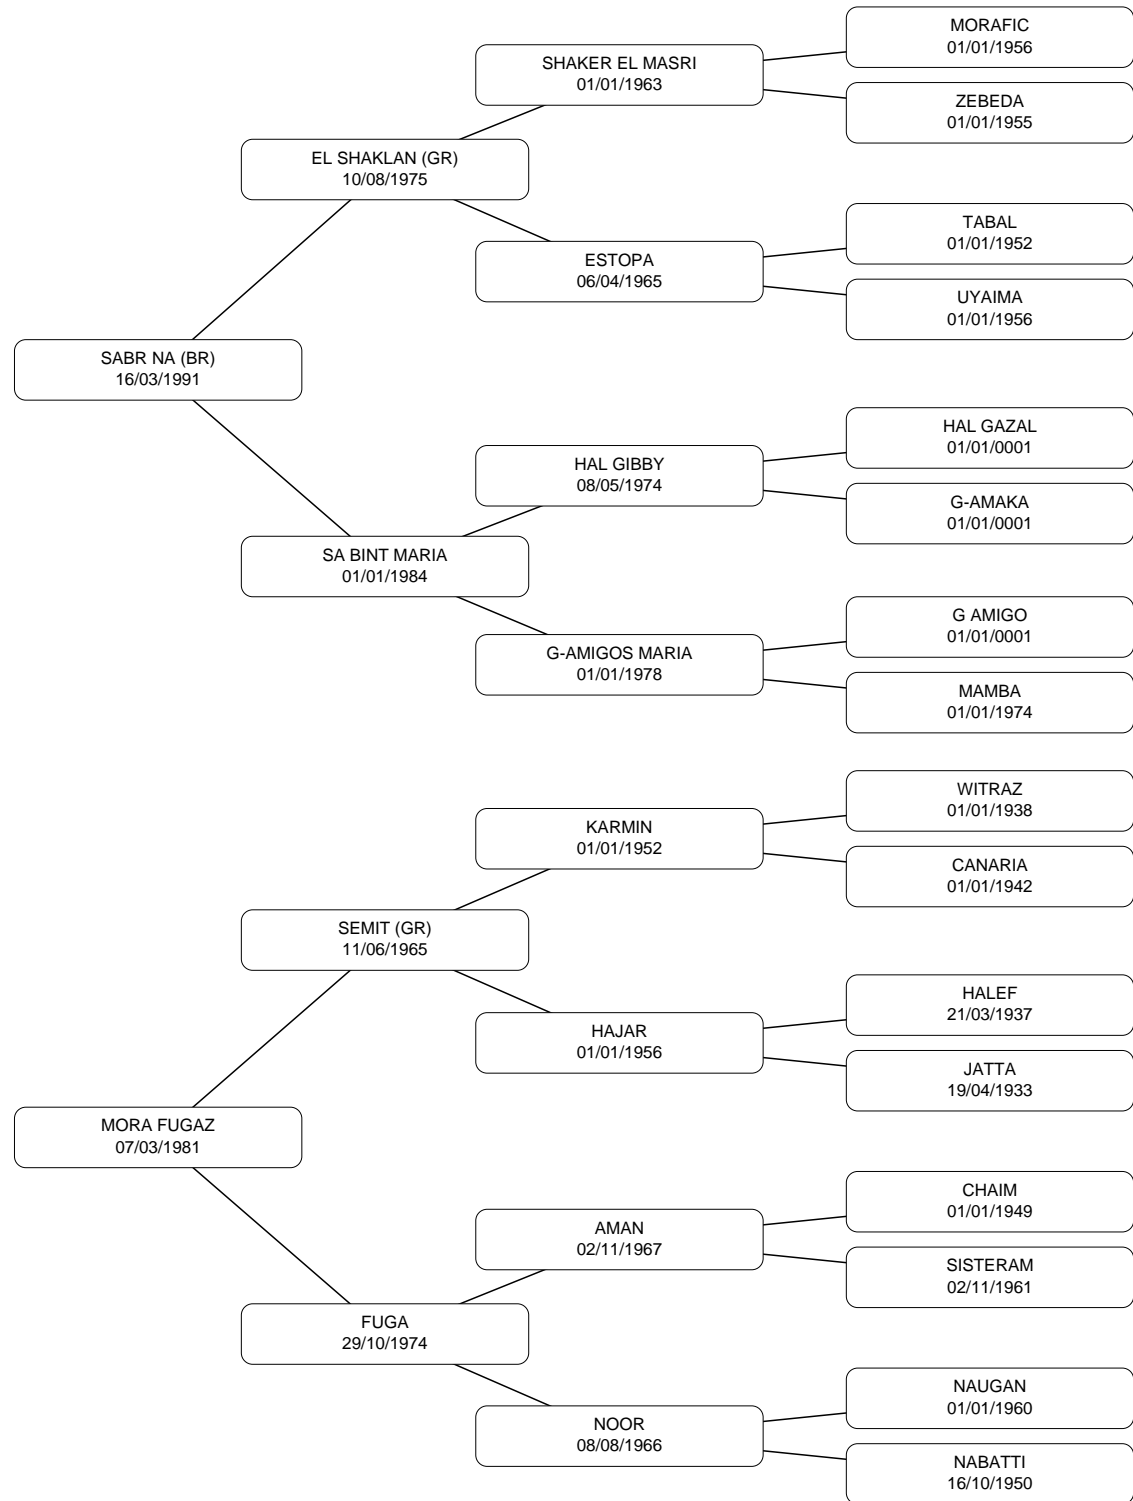 MORAFIC
01/01/1956
SHAKER EL MASRI
01/01/1963
ZEBEDA
01/01/1955
EL SHAKLAN (GR)
10/08/1975
TABAL
01/01/1952
ESTOPA
06/04/1965
UYAIMA
01/01/1956
SABR NA (BR)
16/03/1991
HAL GAZAL
01/01/0001
HAL GIBBY
08/05/1974
G-AMAKA
01/01/0001
SA BINT MARIA
01/01/1984
G AMIGO
01/01/0001
G-AMIGOS MARIA
01/01/1978
MAMBA
01/01/1974
WITRAZ
01/01/1938
KARMIN
01/01/1952
CANARIA
01/01/1942
SEMIT (GR)
11/06/1965
HALEF
21/03/1937
HAJAR
01/01/1956
JATTA
19/04/1933
MORA FUGAZ
07/03/1981
CHAIM
01/01/1949
AMAN
02/11/1967
SISTERAM
02/11/1961
FUGA
29/10/1974
NAUGAN
01/01/1960
NOOR
08/08/1966
NABATTI
16/10/1950